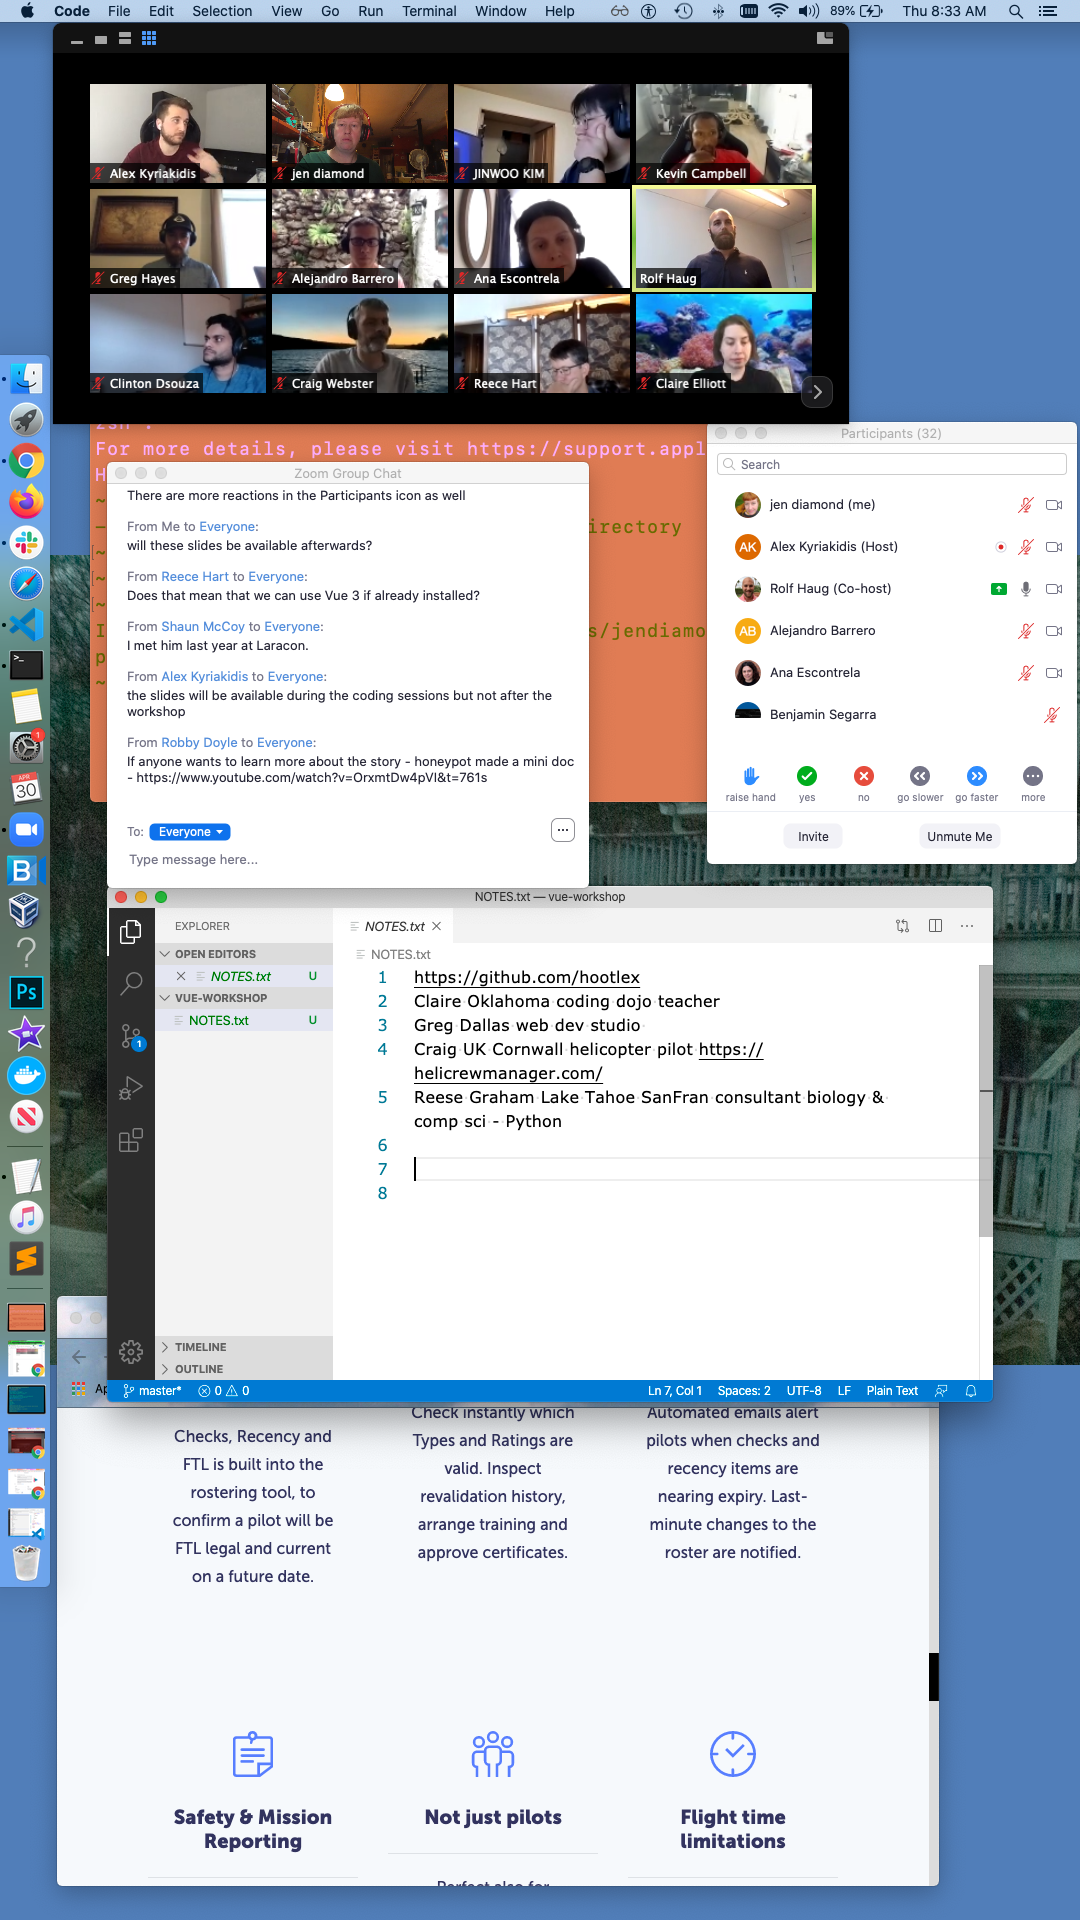 Code File Edit Selection View Go Run Terminal Window Help 89% Thu 8:33 AM
Alex Kyriakidis
jen diamond
JINWOO KIM
Kevin Campbell
Greg Hayes
Alejandro Barrero
Ana Escontrela
Rolf Haug
Clinton Dsouza
Craig Webster
Reece Hart
Claire Elliott
For more details, please visit https://support.appl
H
irectory
I
s/jendiamo
p
Zoom Group Chat
There are more reactions in the Participants icon as well
From Me to Everyone:
will these slides be available afterwards?
From Reece Hart to Everyone:
Does that mean that we can use Vue 3 if already installed?
From Shaun McCoy to Everyone:
I met him last year at Laracon.
From Alex Kyriakidis to Everyone:
the slides will be available during the coding sessions but not after the
workshop
From Robby Doyle to Everyone:
If anyone wants to learn more about the story - honeypot made a mini doc
- https://www.youtube.com/watch?v=OrxmtDw4pVI&t=761s
To: Everyone
Type message here...
Participants (32)
Search
jen diamond (me)
AK Alex Kyriakidis (Host)
Rolf Haug (Co-host)
AB Alejandro Barrero
Ana Escontrela
Benjamin Segarra
raise hand yes no go slower go faster more
Invite Unmute Me
1
APR
30
Ps
NOTES.txt — vue-workshop
EXPLORER
OPEN EDITORS
NOTES.txt U
VUE-WORKSHOP
NOTES.txt U
1
TIMELINE
OUTLINE
NOTES.txt
NOTES.txt
1 https://github.com/hootlex
2 Claire Oklahoma coding dojo teacher
3 Greg Dallas web dev studio
4 Craig UK Cornwall helicopter pilot https://
helicrewmanager.com/
5 Reese Graham Lake Tahoe SanFran consultant biology &
comp sci - Python
6
7
8
master* 0 0 Ln 7, Col 1 Spaces: 2 UTF-8 LF Plain Text
Ap
Checks, Recency and
FTL is built into the
rostering tool, to
confirm a pilot will be
FTL legal and current
on a future date.
Check instantly which
Types and Ratings are
valid. Inspect
revalidation history,
arrange training and
approve certificates.
Automated emails alert
pilots when checks and
recency items are
nearing expiry. Last-
minute changes to the
roster are notified.
Safety & Mission
Reporting
Not just pilots
Perfect also for
Flight time
limitations